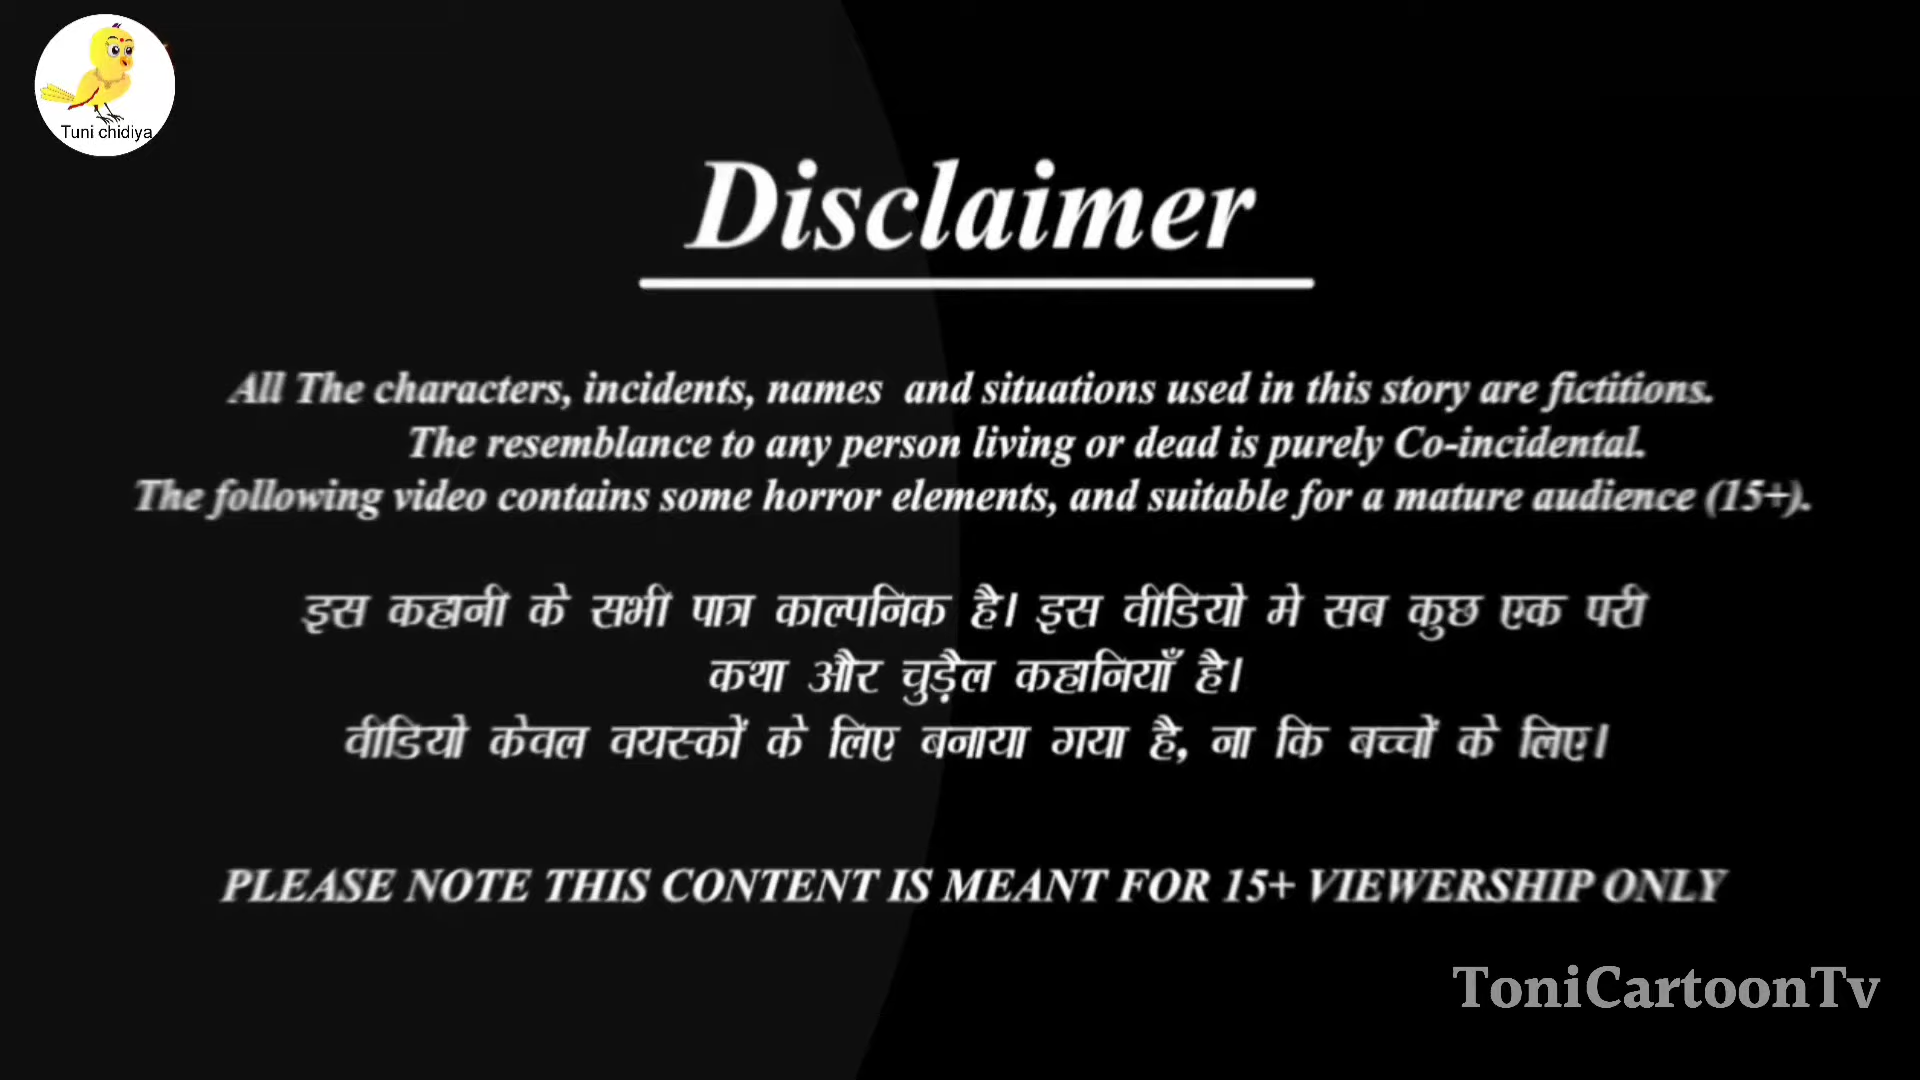 Tuni chidiya
Disclaimer
All The characters, incidents, names and situations used in this story are fictitions.
The resemblance to any person living or dead is purely Co-incidental.
The following video contains some horror elements, and suitable for a mature audience (15+).
इस कहानी के सभी पात्र काल्पनिक है। इस वीडियो मे सब कुछ एक परी
कथा और चुड़ैल कहानियाँ है।
वीडियो केवल वयस्कों के लिए बनाया गया है, ना कि बच्चों के लिए।
PLEASE NOTE THIS CONTENT IS MEANT FOR 15+ VIEWERSHIP ONLY
ToniCartoonTv